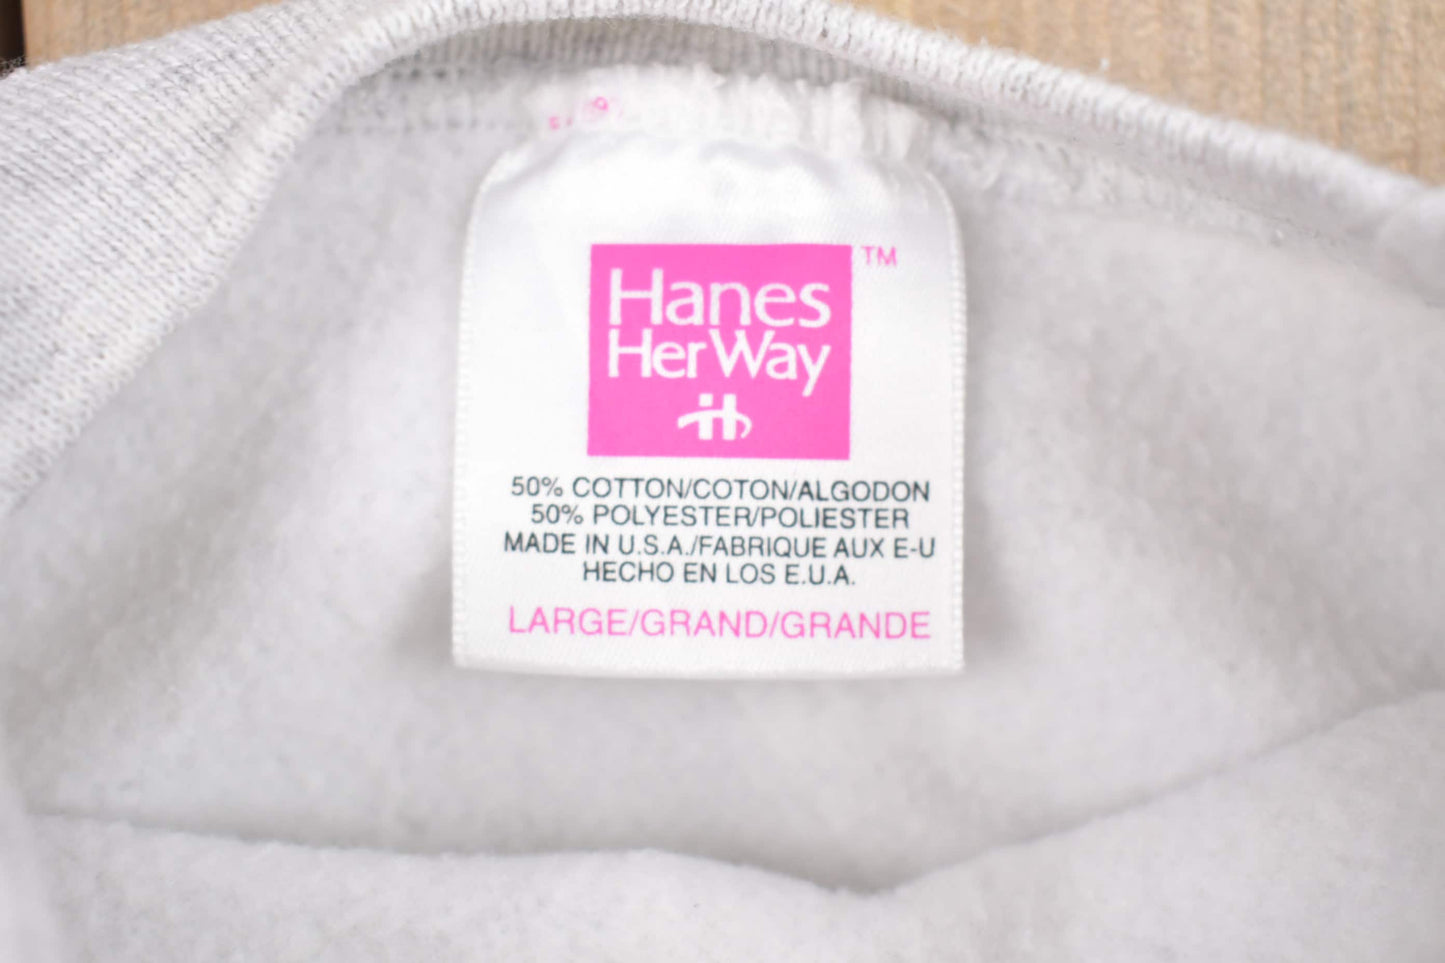 Hanes TM
HerWay
50% COTTON/COTON/ALGODON
50% POLYESTER/POLIESTER
MADE IN U.S.A./FABRIQUE AUX E-U
HECHO EN LOS E.U.A.
LARGE/GRAND/GRANDE